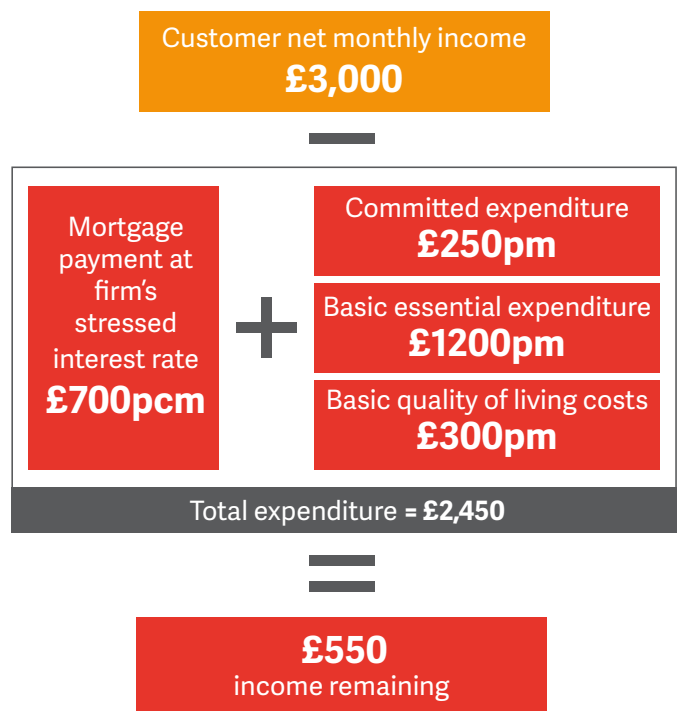 Customer net monthly income
£3,000
Mortgage
payment at
firm's
stressed
interest rate
£700pcm
Committed expenditure
£250pm
Basic essential expenditure
£1200pm
Basic quality of living costs
£300pm
Total expenditure = £2,450
£550
income remaining